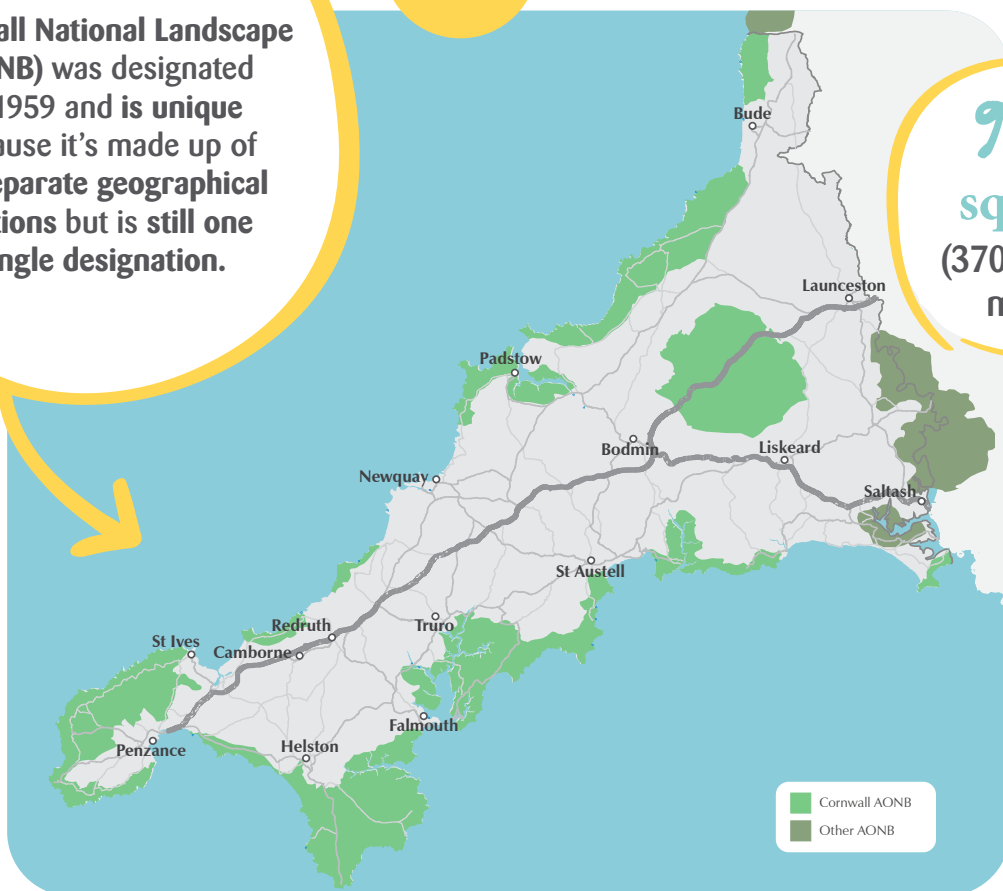 all National Landscape
NB) was designated
1959 and is unique
ause it's made up of
eparate geographical
tions but is still one
ngle designation.
9
sq
(370
m
Bude
Launceston
Padstow
Bodmin
Liskeard
Newquay
Saltash
St Austell
Redruth
Truro
St Ives
Camborne
Falmouth
Penzance
Helston
Cornwall AONB
Other AONB